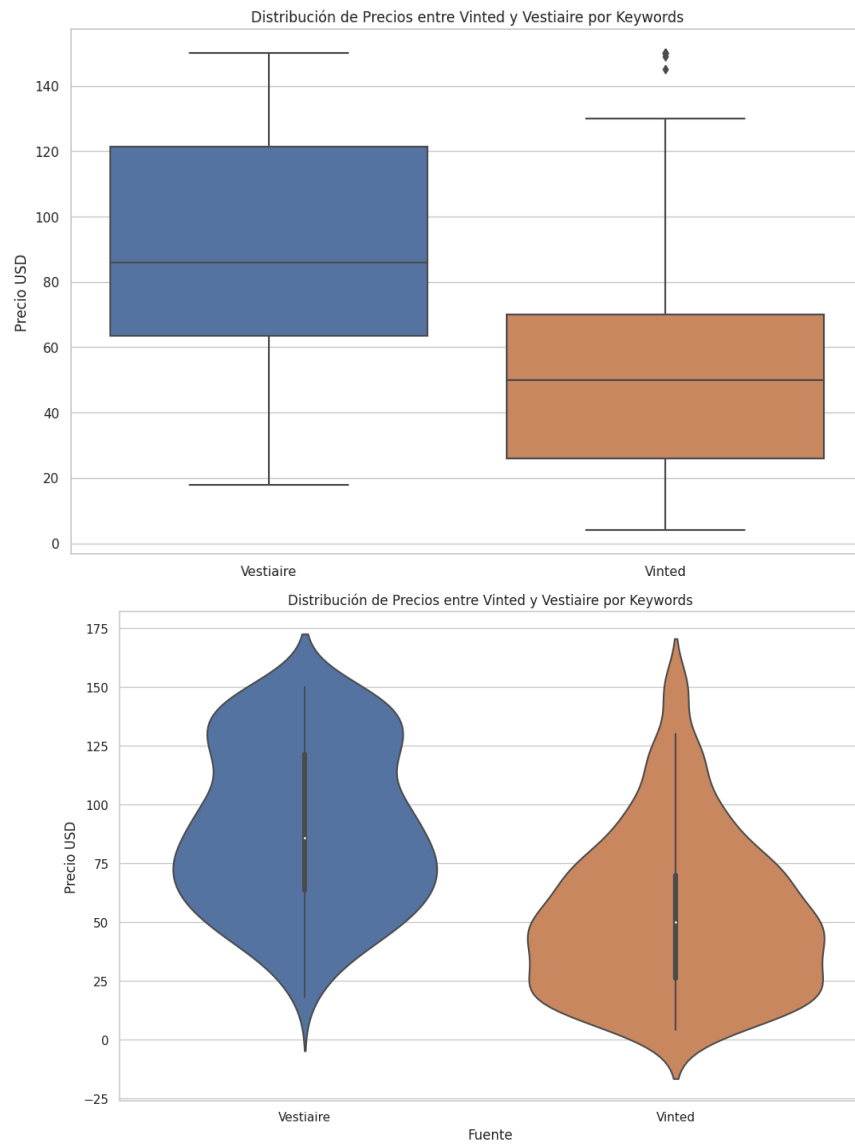 Distribución de Precios entre Vinted y Vestiaire por Keywords
140
120
100
80
60
40
20
0
Precio USD
Vestiaire Vinted
Distribución de Precios entre Vinted y Vestiaire por Keywords
175
150
125
100
75
50
25
0
−25
Precio USD
Vestiaire Vinted
Fuente